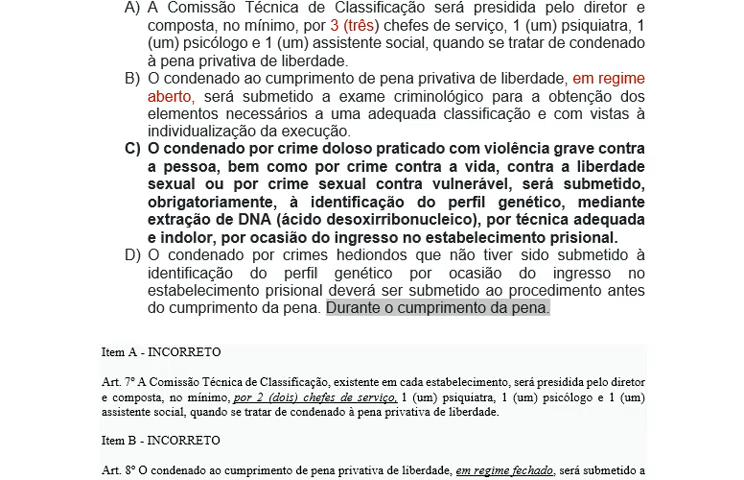 A) A Comissão Técnica de Classificação será presidida pelo diretor e
composta, no mínimo, por 3 (três) chefes de serviço, 1 (um) psiquiatra, 1
(um) psicólogo e 1 (um) assistente social, quando se tratar de condenado
à pena privativa de liberdade.
B) O condenado ao cumprimento de pena privativa de liberdade, em regime
aberto, será submetido a exame criminológico para a obtenção dos
elementos necessários a uma adequada classificação e com vistas à
individualização da execução.
C) O condenado por crime doloso praticado com violência grave contra
a pessoa, bem como por crime contra a vida, contra a liberdade
sexual ou por crime sexual contra vulnerável, será submetido,
obrigatoriamente, à identificação do perfil genético, mediante
extração de DNA (ácido desoxirribonucleico), por técnica adequada
e indolor, por ocasião do ingresso no estabelecimento prisional.
D) O condenado por crimes hediondos que não tiver sido submetido à
identificação do perfil genético por ocasião do ingresso no
estabelecimento prisional deverá ser submetido ao procedimento antes
do cumprimento da pena. Durante o cumprimento da pena.
Item A - INCORRETO
Art. 7º A Comissão Técnica de Classificação, existente em cada estabelecimento, será presidida pelo diretor
e composta, no mínimo, por 2 (dois) chefes de serviço, 1 (um) psiquiatra, 1 (um) psicólogo e 1 (um)
assistente social, quando se tratar de condenado à pena privativa de liberdade.
Item B - INCORRETO
Art. 8º O condenado ao cumprimento de pena privativa de liberdade, em regime fechado, será submetido a